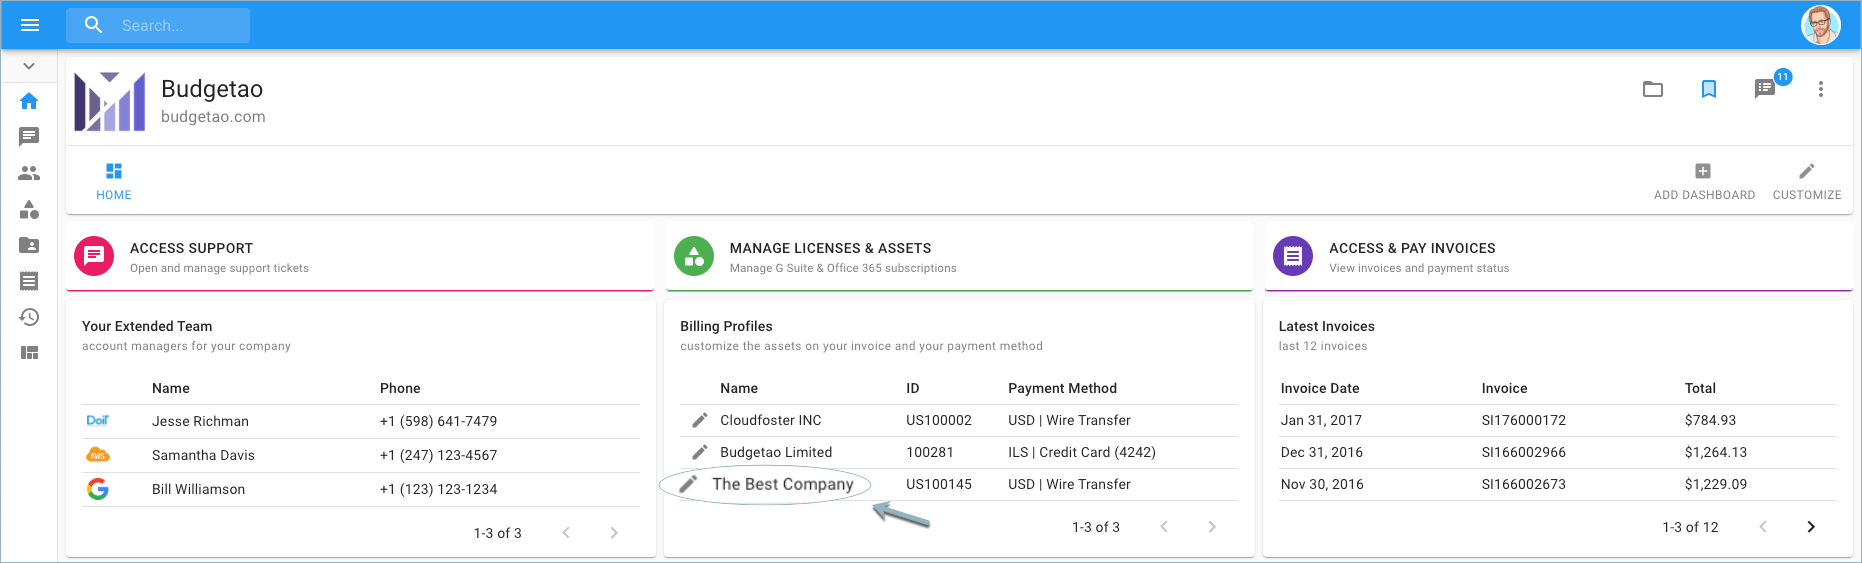 Search...
Budgetao
budgetao.com
11
HOME
ADD DASHBOARD CUSTOMIZE
ACCESS SUPPORT
Open and manage support tickets
MANAGE LICENSES & ASSETS
Manage G Suite & Office 365 subscriptions
ACCESS & PAY INVOICES
View invoices and payment status
Your Extended Team
account managers for your company
Name Phone
DoiT Jesse Richman +1 (598) 641-7479
AWS Samantha Davis +1 (247) 123-4567
G Bill Williamson +1 (123) 123-1234
1-3 of 3
Billing Profiles
customize the assets on your invoice and your payment method
Name ID Payment Method
Cloudfoster INC US100002 USD | Wire Transfer
Budgetao Limited 100281 ILS | Credit Card (4242)
The Best Company US100145 USD | Wire Transfer
1-3 of 3
Latest Invoices
last 12 invoices
Invoice Date Invoice Total
Jan 31, 2017 SI176000172 $784.93
Dec 31, 2016 SI166002966 $1,264.13
Nov 30, 2016 SI166002673 $1,229.09
1-3 of 12